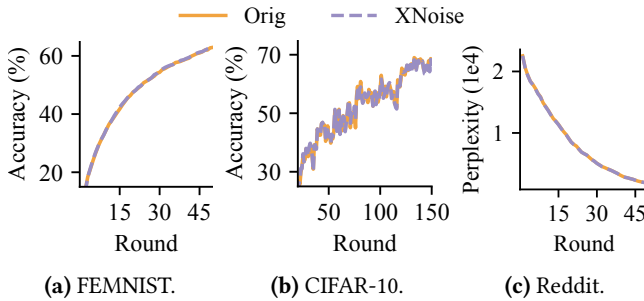 Orig XNoise
Accuracy (%)
60
40
20
15 30 45
Round
(a) FEMNIST.
Accuracy (%)
70
50
30
50 100 150
Round
(b) CIFAR-10.
Perplexity (1e4)
2
1
15 30 45
Round
(c) Reddit.